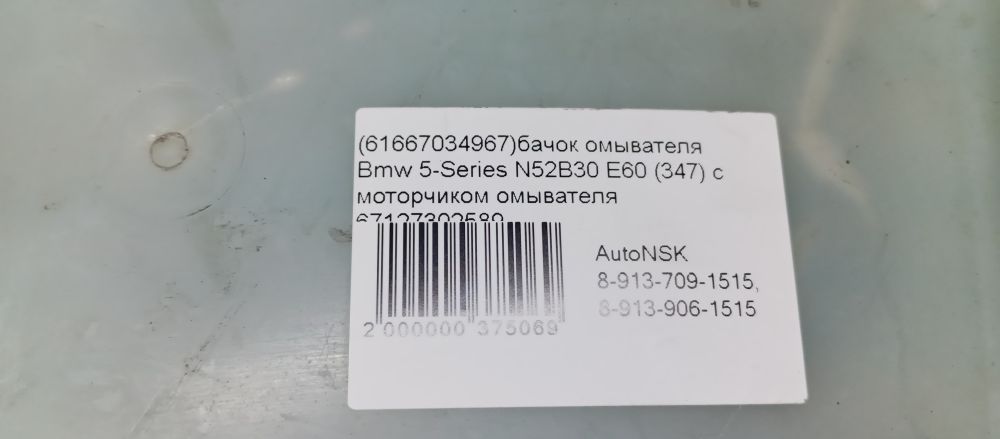 (61667034967)бачок омывателя
Bmw 5-Series N52B30 E60 (347) с
моторчиком омывателя
67127302589
AutoNSK
8-913-709-1515,
8-913-906-1515
2 000000 375069